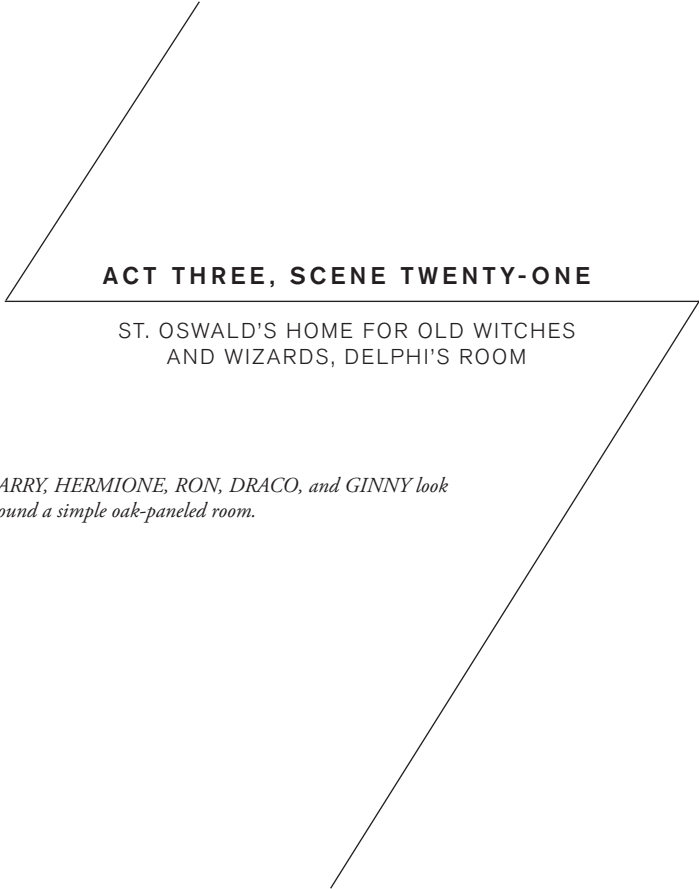 ACT THREE, SCENE TWENTY-ONE
ST. OSWALD'S HOME FOR OLD WITCHES
AND WIZARDS, DELPHI'S ROOM
ARRY, HERMIONE, RON, DRACO, and GINNY look
ound a simple oak-paneled room.